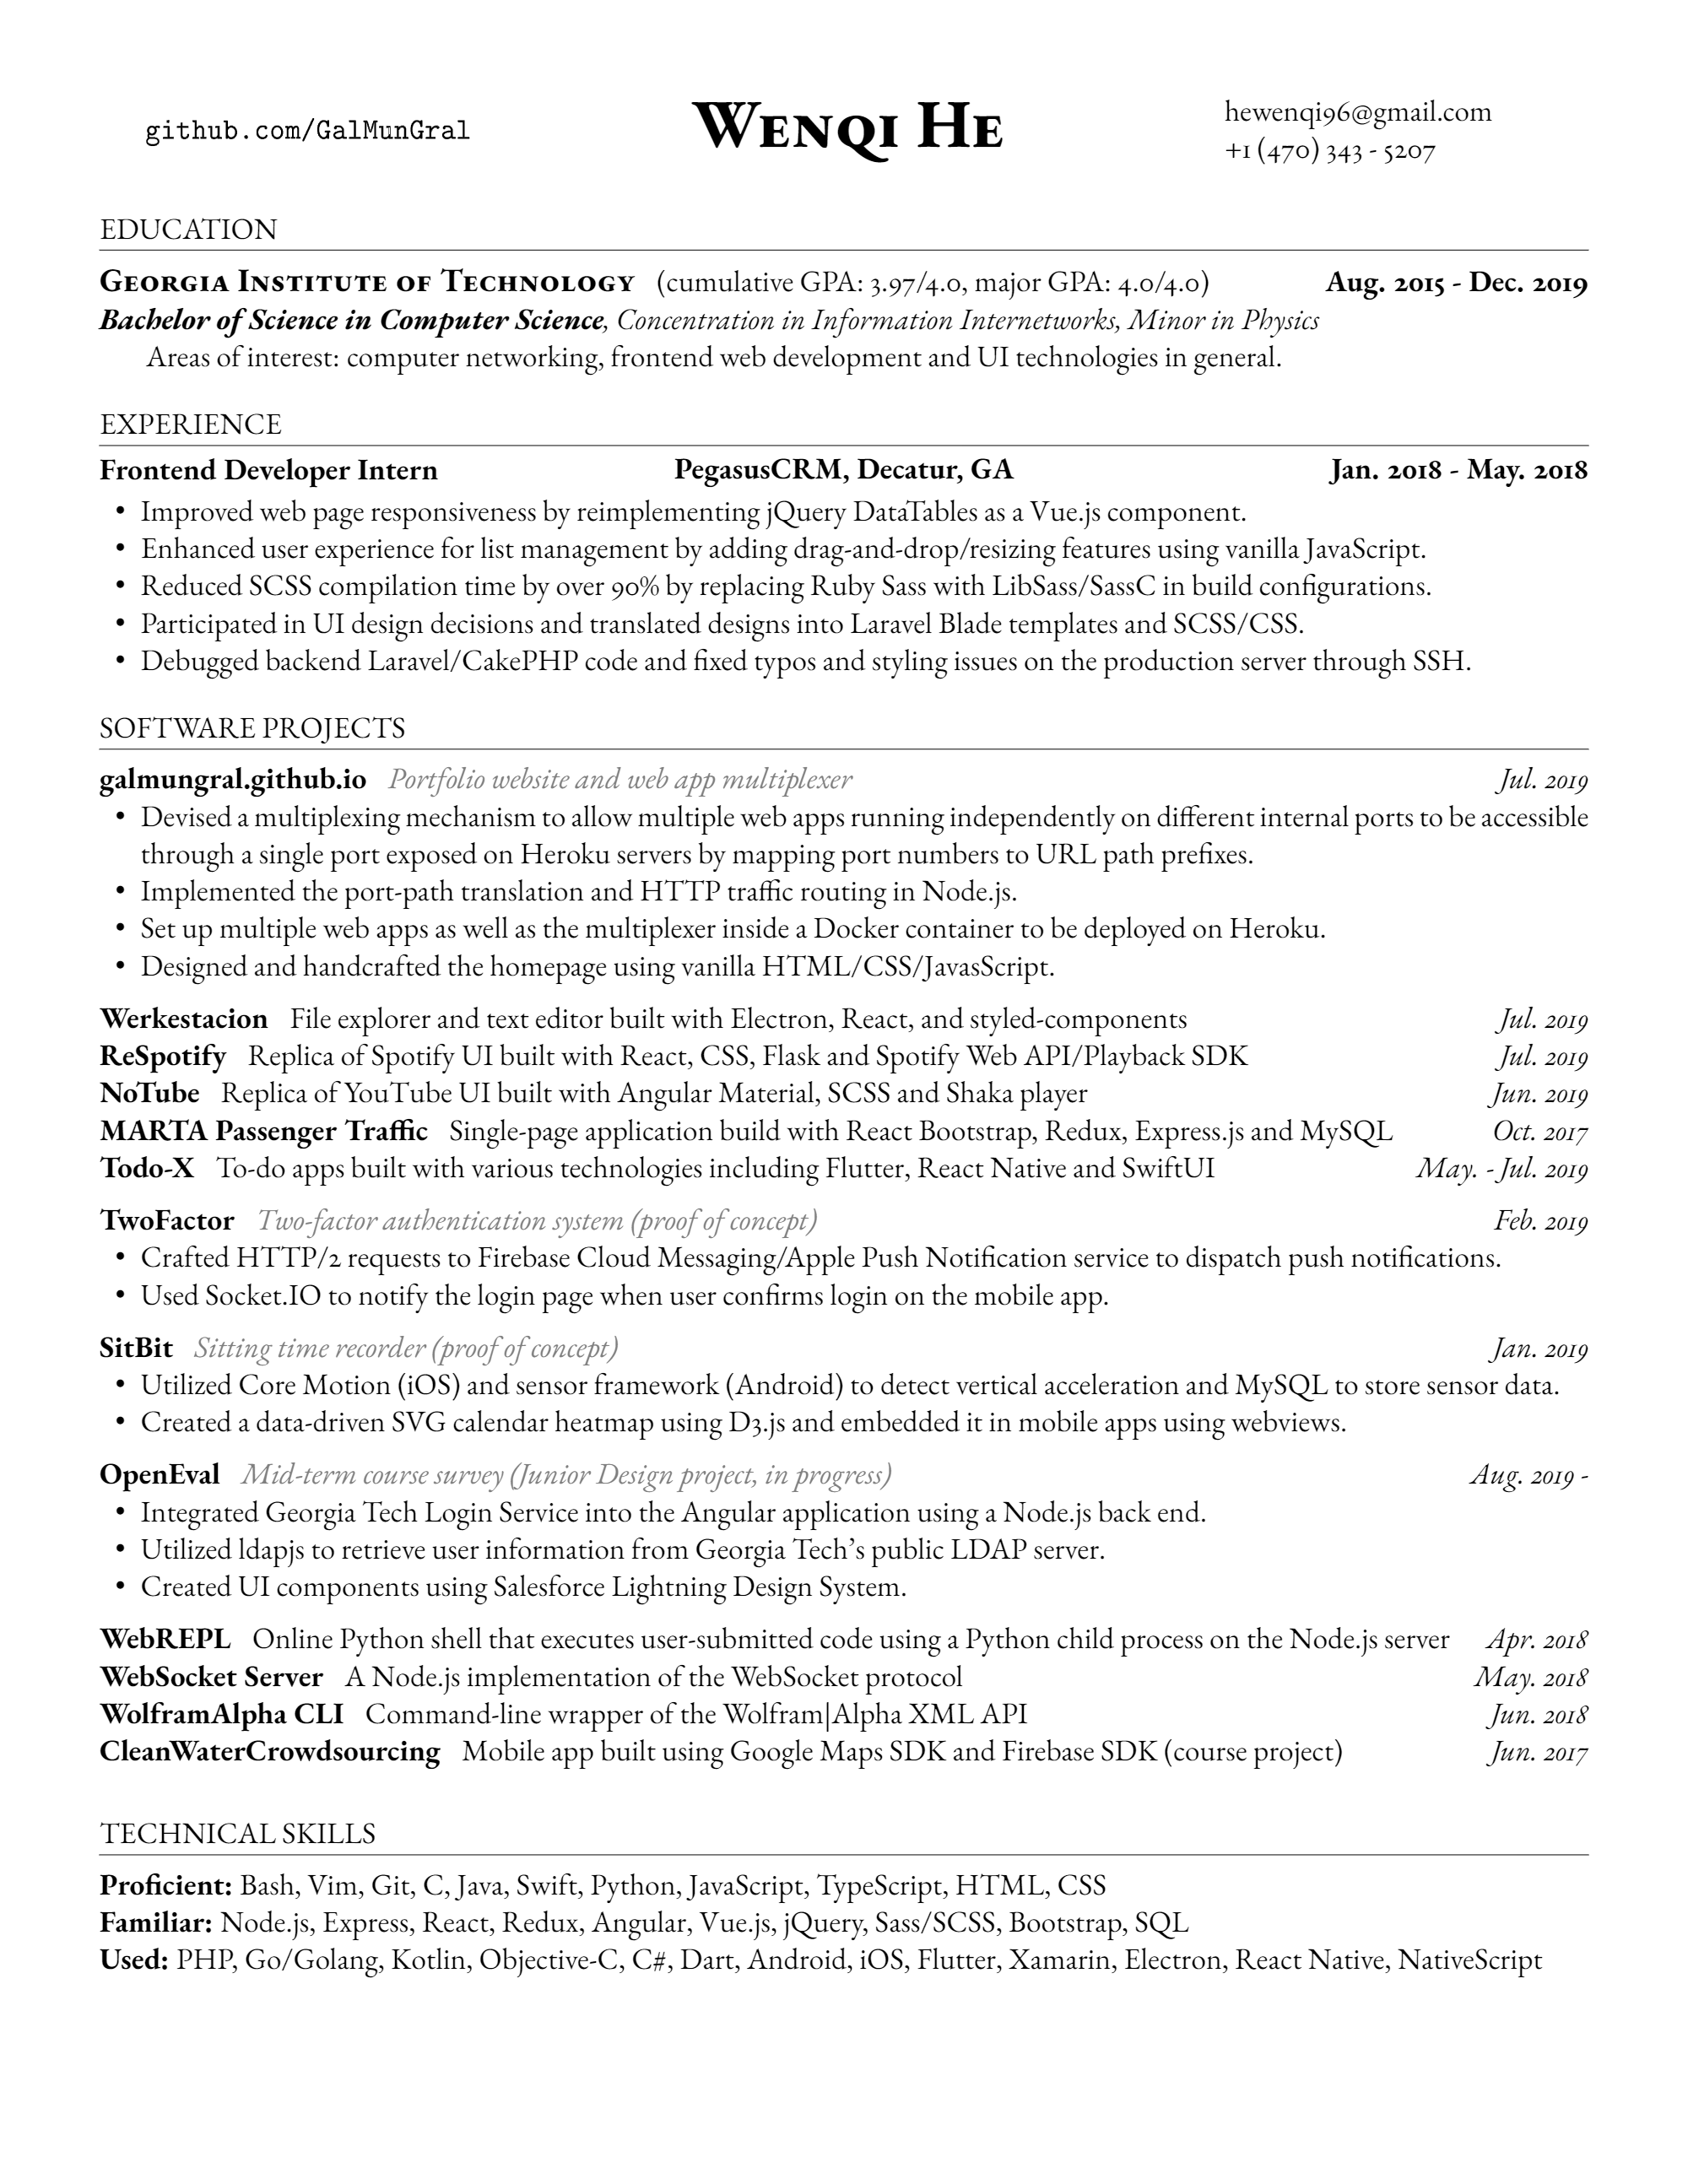 github.com/GalMunGral
Wenqi He
hewenqi96@gmail.com
+1 (470) 343 - 5207
EDUCATION
Georgia Institute of Technology (cumulative GPA: 3.97/4.0, major GPA: 4.0/4.0) Aug. 2015 - Dec. 2019
Bachelor of Science in Computer Science, Concentration in Information Internetworks, Minor in Physics
Areas of interest: computer networking, frontend web development and UI technologies in general.
EXPERIENCE
Frontend Developer Intern PegasusCRM, Decatur, GA Jan. 2018 - May. 2018
• Improved web page responsiveness by reimplementing jQuery DataTables as a Vue.js component.
• Enhanced user experience for list management by adding drag-and-drop/resizing features using vanilla JavaScript.
• Reduced SCSS compilation time by over 90% by replacing Ruby Sass with LibSass/SassC in build configurations.
• Participated in UI design decisions and translated designs into Laravel Blade templates and SCSS/CSS.
• Debugged backend Laravel/CakePHP code and fixed typos and styling issues on the production server through SSH.
SOFTWARE PROJECTS
galmungral.github.io Portfolio website and web app multiplexer Jul. 2019
• Devised a multiplexing mechanism to allow multiple web apps running independently on different internal ports to be accessible
through a single port exposed on Heroku servers by mapping port numbers to URL path prefixes.
• Implemented the port-path translation and HTTP traffic routing in Node.js.
• Set up multiple web apps as well as the multiplexer inside a Docker container to be deployed on Heroku.
• Designed and handcrafted the homepage using vanilla HTML/CSS/JavasScript.
Werkestacion File explorer and text editor built with Electron, React, and styled-components Jul. 2019
ReSpotify Replica of Spotify UI built with React, CSS, Flask and Spotify Web API/Playback SDK Jul. 2019
NoTube Replica of YouTube UI built with Angular Material, SCSS and Shaka player Jun. 2019
MARTA Passenger Traffic Single-page application build with React Bootstrap, Redux, Express.js and MySQL Oct. 2017
Todo-X To-do apps built with various technologies including Flutter, React Native and SwiftUI May. - Jul. 2019
TwoFactor Two-factor authentication system (proof of concept) Feb. 2019
• Crafted HTTP/2 requests to Firebase Cloud Messaging/Apple Push Notification service to dispatch push notifications.
• Used Socket.IO to notify the login page when user confirms login on the mobile app.
SitBit Sitting time recorder (proof of concept) Jan. 2019
• Utilized Core Motion (iOS) and sensor framework (Android) to detect vertical acceleration and MySQL to store sensor data.
• Created a data-driven SVG calendar heatmap using D3.js and embedded it in mobile apps using webviews.
OpenEval Mid-term course survey (Junior Design project, in progress) Aug. 2019 -
• Integrated Georgia Tech Login Service into the Angular application using a Node.js back end.
• Utilized ldapjs to retrieve user information from Georgia Tech's public LDAP server.
• Created UI components using Salesforce Lightning Design System.
WebREPL Online Python shell that executes user-submitted code using a Python child process on the Node.js server Apr. 2018
WebSocket Server A Node.js implementation of the WebSocket protocol May. 2018
WolframAlpha CLI Command-line wrapper of the Wolfram|Alpha XML API Jun. 2018
CleanWaterCrowdsourcing Mobile app built using Google Maps SDK and Firebase SDK (course project) Jun. 2017
TECHNICAL SKILLS
Proficient: Bash, Vim, Git, C, Java, Swift, Python, JavaScript, TypeScript, HTML, CSS
Familiar: Node.js, Express, React, Redux, Angular, Vue.js, jQuery, Sass/SCSS, Bootstrap, SQL
Used: PHP, Go/Golang, Kotlin, Objective-C, C#, Dart, Android, iOS, Flutter, Xamarin, Electron, React Native, NativeScript